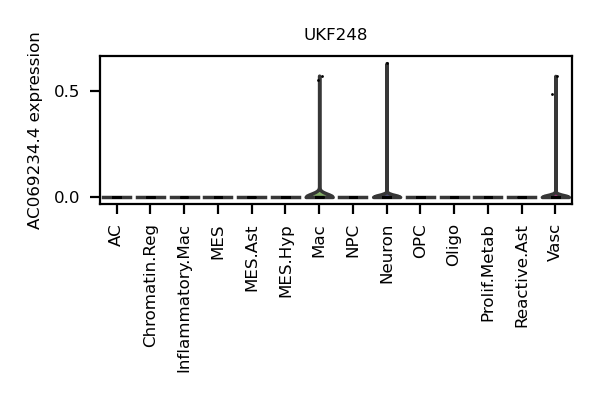 UKF248
AC069234.4 expression
0.5
0.0
AC
Chromatin.Reg
Inflammatory.Mac
MES
MES.Ast
MES.Hyp
Mac
NPC
Neuron
OPC
Oligo
Prolif.Metab
Reactive.Ast
Vasc